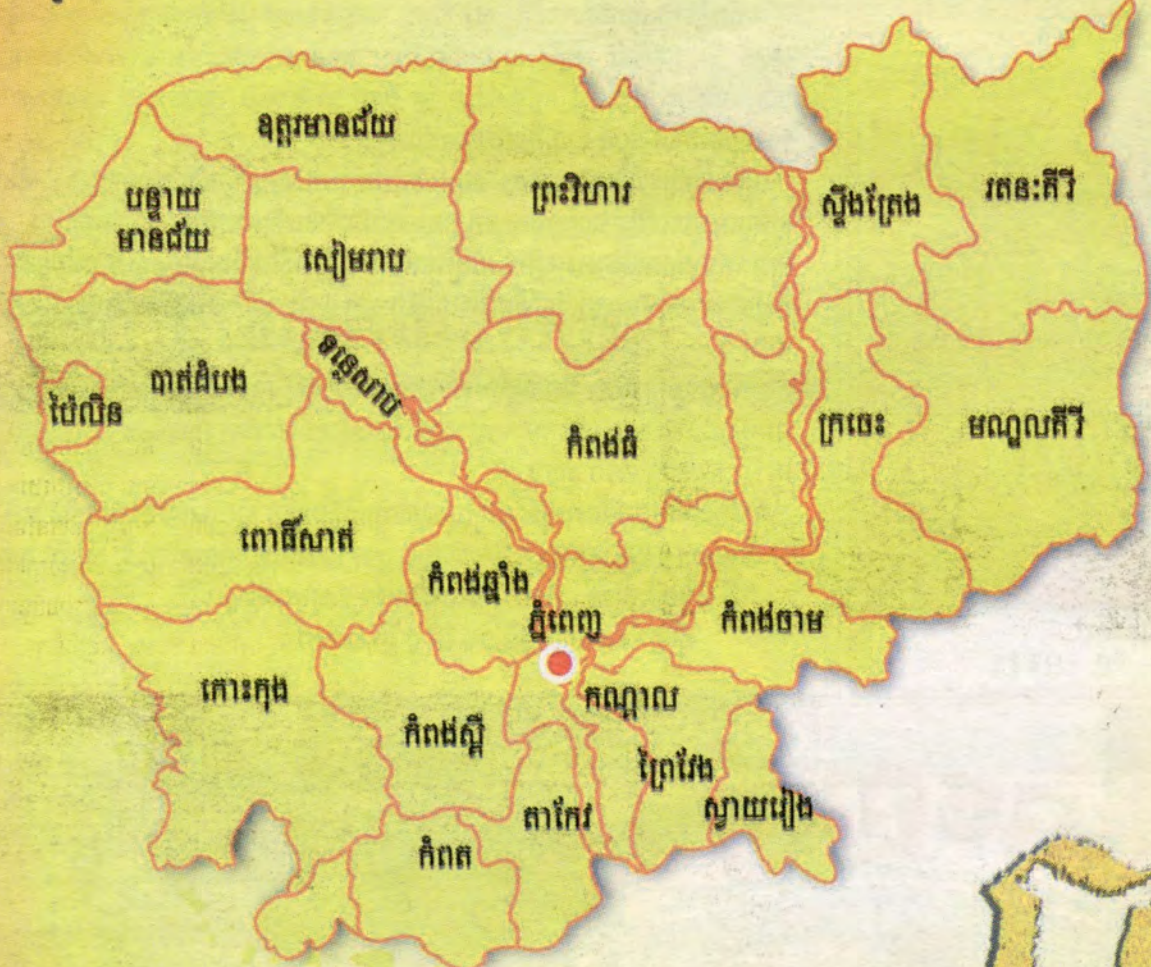 ឧត្តរមានជ័យ
ព្រះវិហារ
ស្ទឹងត្រែង
រតនៈគីរី
បន្ទាយ
មានជ័យ
សៀមរាប
ទន្លេសាប
បាត់ដំបង
ប៉ៃលិន
កំពង់ធំ
ក្រចេះ
មណ្ឌលគីរី
ពោធិ៍សាត់
កំពង់ឆ្នាំង
ភ្នំពេញ
កំពង់ចាម
កោះកុង
កណ្ដាល
កំពង់ស្ពឺ
ព្រៃវែង
តាកែវ
ស្វាយរៀង
កំពត